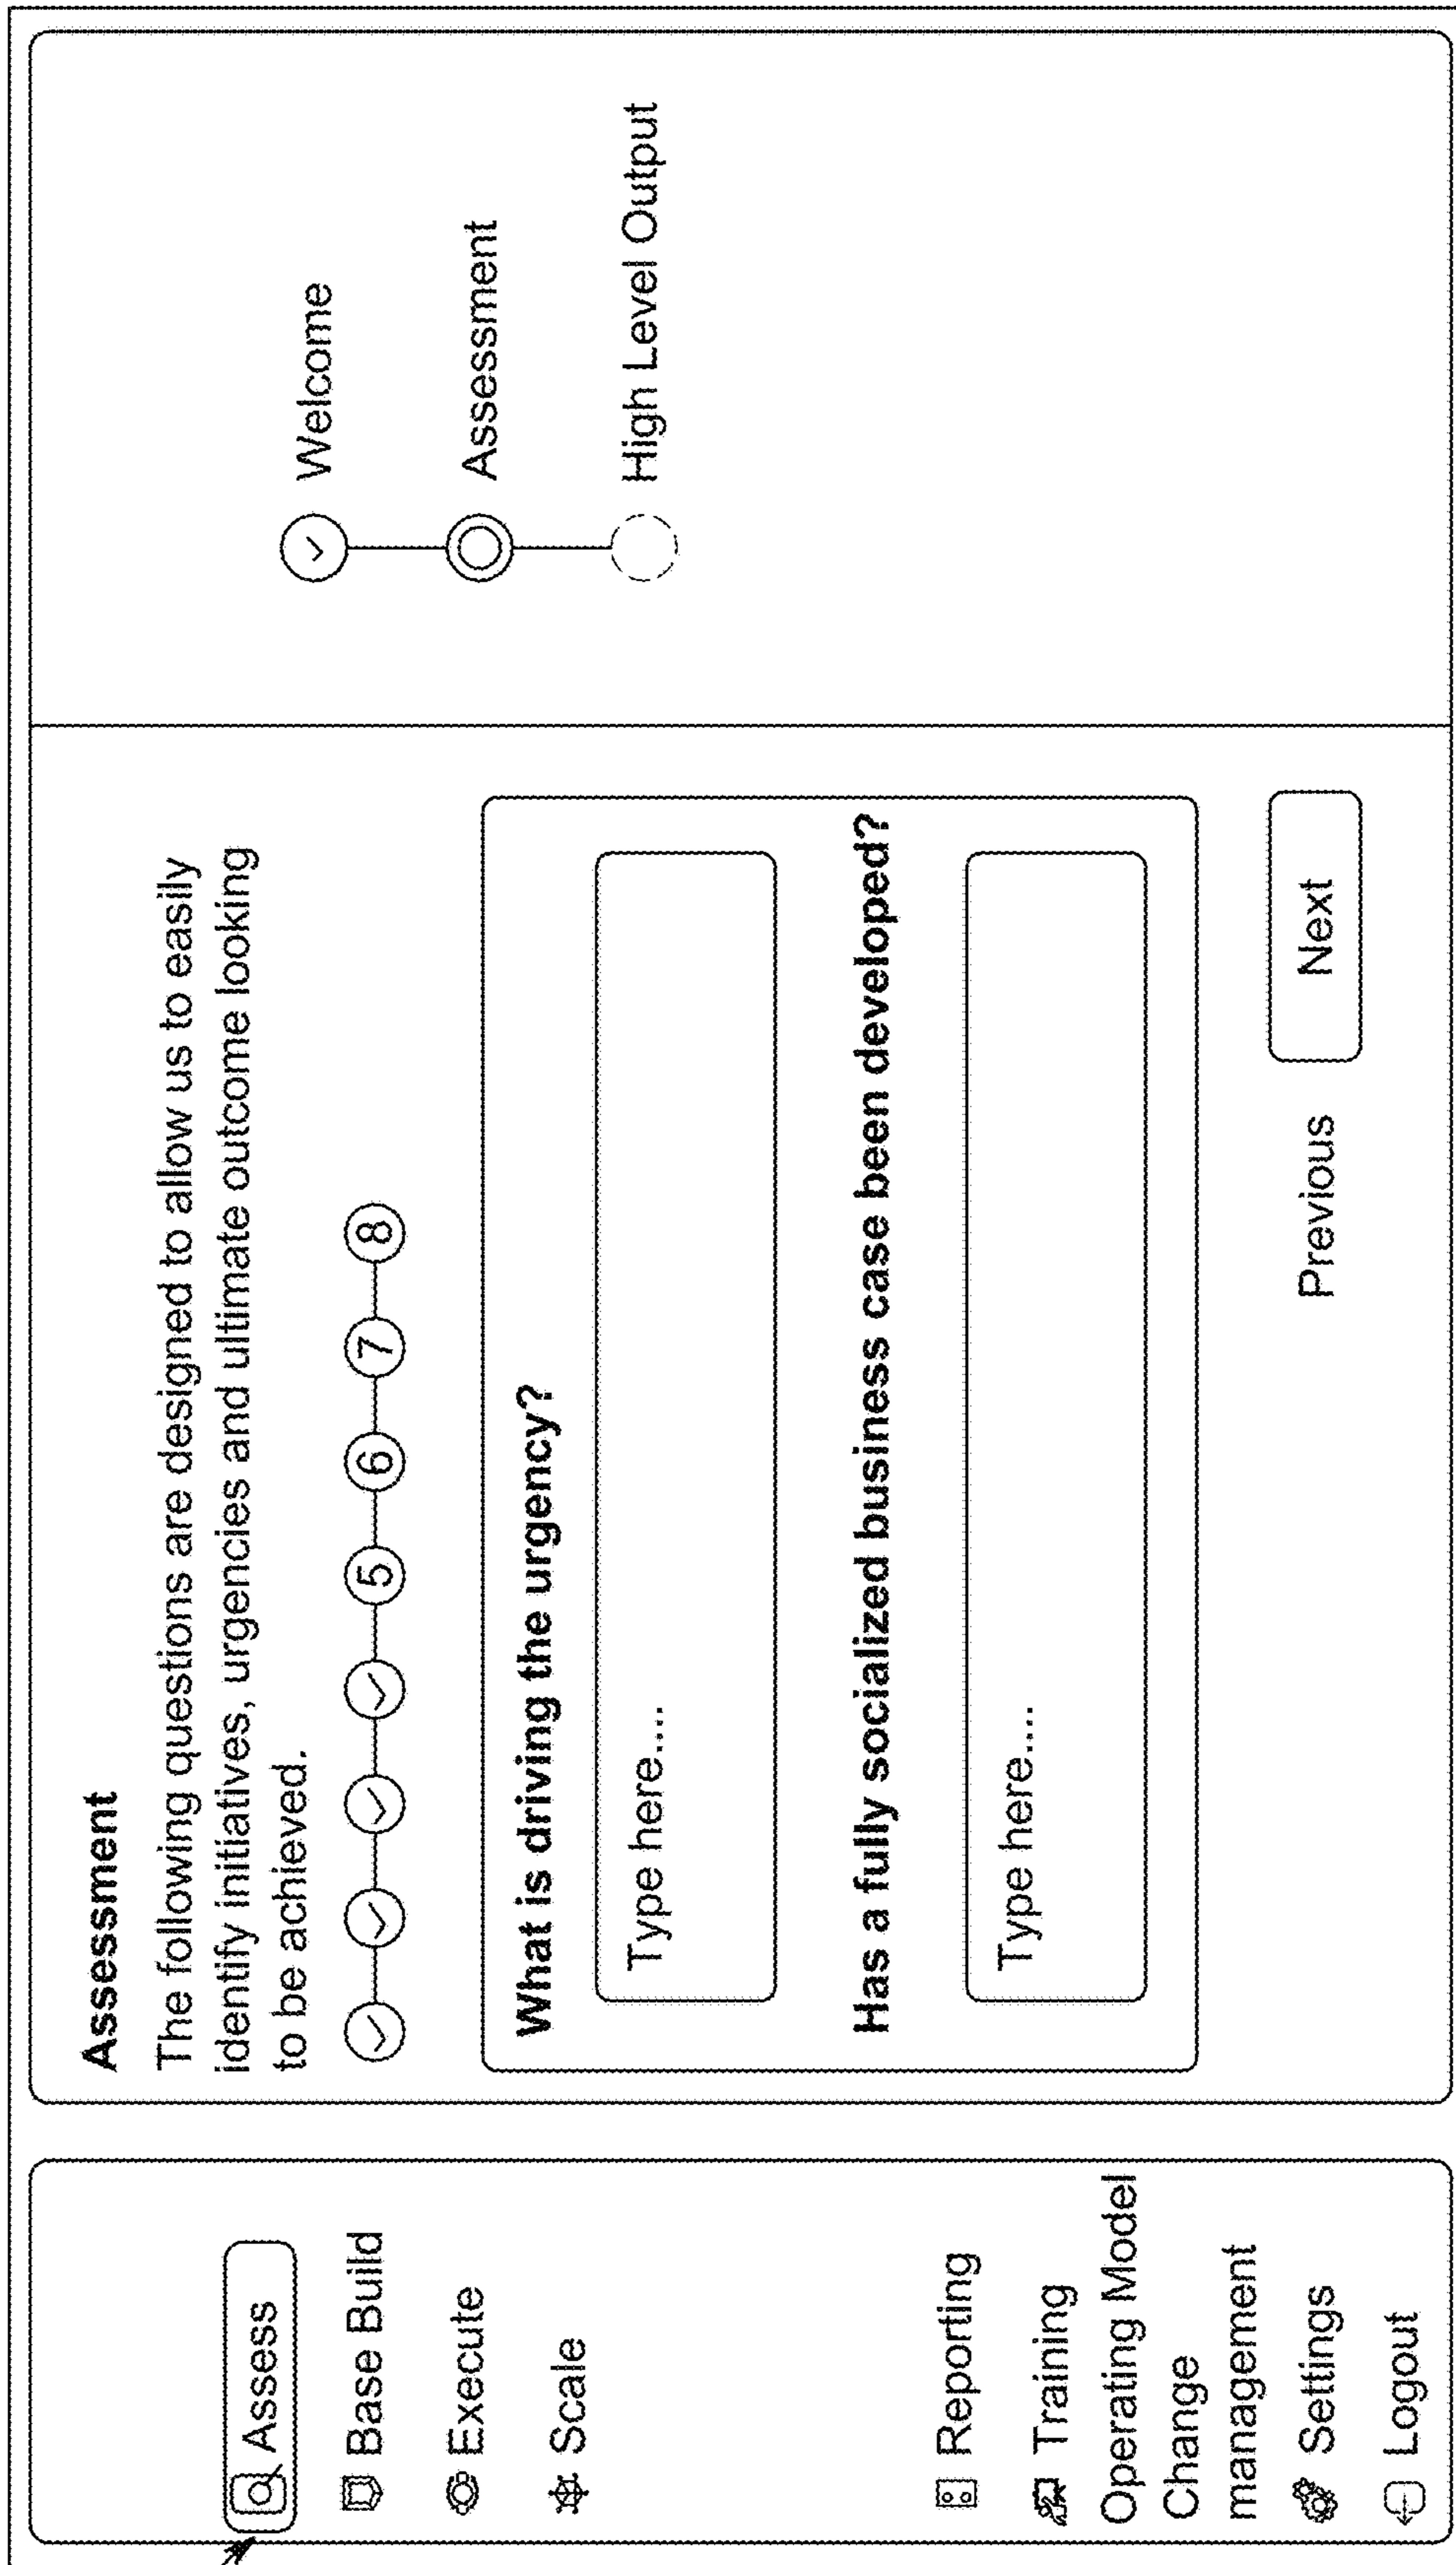 Assess
Base Build
Execute
Scale
Reporting
Training
Operating Model
Change
management
Settings
Logout
Assessment
The following questions are designed to allow us to easily
identify initiatives, urgencies and ultimate outcome looking
to be achieved.
5 6 7 8
What is driving the urgency?
Type here....
Has a fully socialized business case been developed?
Type here....
Previous Next
Welcome
Assessment
High Level Output